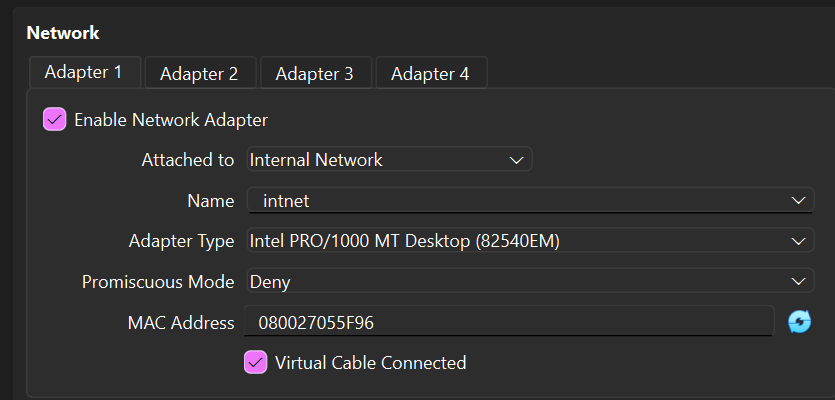 Network
Adapter 1 Adapter 2 Adapter 3 Adapter 4
Enable Network Adapter
Attached to Internal Network
Name intnet
Adapter Type Intel PRO/1000 MT Desktop (82540EM)
Promiscuous Mode Deny
MAC Address 080027055F96
Virtual Cable Connected